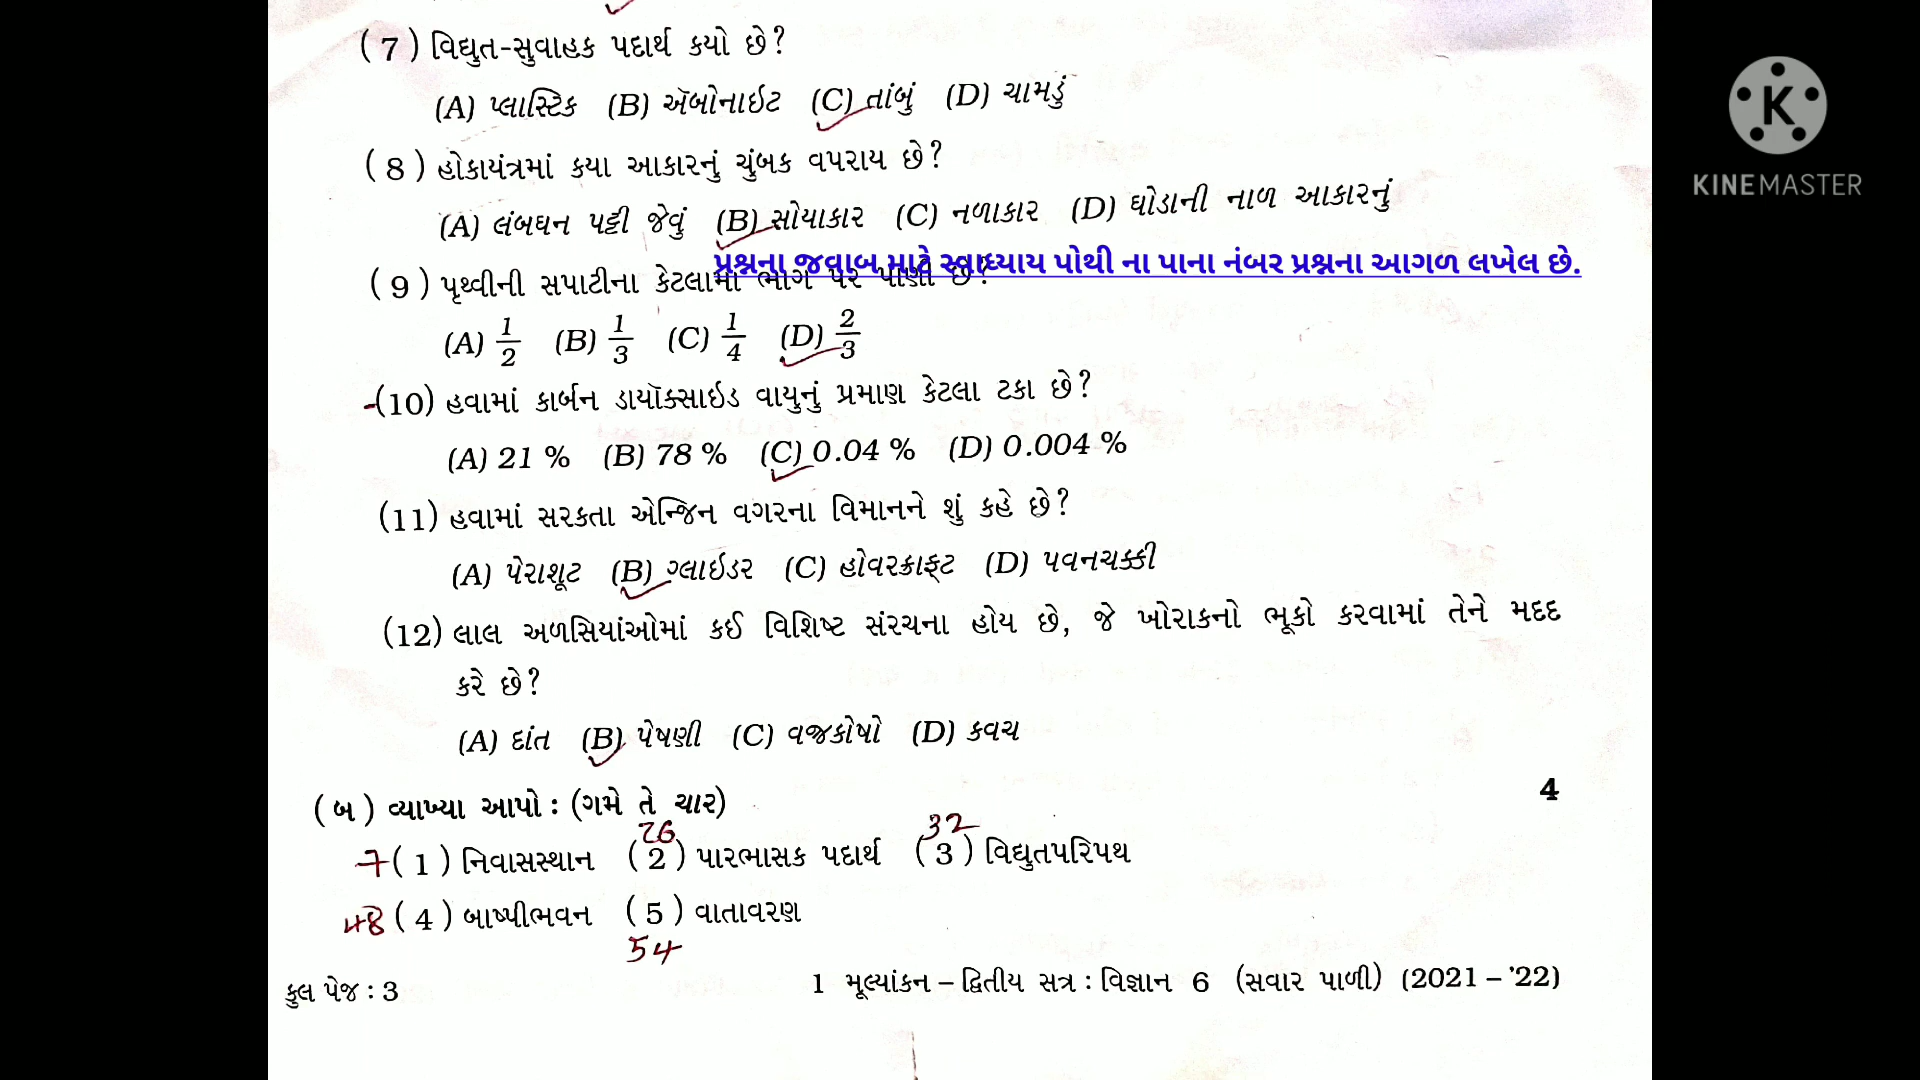 ( 7 ) વિદ્યુત-સુવાહક પદાર્થ કયો છે?
(A) પ્લાસ્ટિક (B) ઍબોનાઇટ (C) તાંબું (D) ચામડું
( 8 ) હોકાયંત્રમાં કયા આકારનું ચુંબક વપરાય છે?
(A) લંબઘન પટ્ટી જેવું (B) સોયાકાર (C) નળાકાર (D) ઘોડાની નાળ આકારનું
પ્રશ્નના જવાબ માટે સ્વાધ્યાય પોથી ના પાના નંબર પ્રશ્નના આગળ લખેલ છે.
( 9 ) પૃથ્વીની સપાટીના કેટલામા ભાગ પર પાણી છે?
(A) 1/2 (B) 1/3 (C) 1/4 (D) 2/3
(10) હવામાં કાર્બન ડાયૉક્સાઇડ વાયુનું પ્રમાણ કેટલા ટકા છે?
(A) 21 % (B) 78 % (C) 0.04 % (D) 0.004 %
(11) હવામાં સરકતા એન્જિન વગરના વિમાનને શું કહે છે?
(A) પેરાશૂટ (B) ગ્લાઇડર (C) હોવરક્રાફ્ટ (D) પવનચક્કી
(12) લાલ અળસિયાંઓમાં કઈ વિશિષ્ટ સંરચના હોય છે, જે ખોરાકનો ભૂકો કરવામાં તેને મદદ
કરે છે?
(A) દાંત (B) પેષણી (C) વજ્રકોષો (D) કવચ
( બ ) વ્યાખ્યા આપો : (ગમે તે ચાર) 4
26 32
7 ( 1 ) નિવાસસ્થાન ( 2 ) પારભાસક પદાર્થ ( 3 ) વિદ્યુતપરિપથ
48 ( 4 ) બાષ્પીભવન ( 5 ) વાતાવરણ
54
કુલ પેજ : 3 1 મૂલ્યાંકન – દ્વિતીય સત્ર : વિજ્ઞાન 6 (સવાર પાળી) (2021 – '22)
K
KINEMASTER